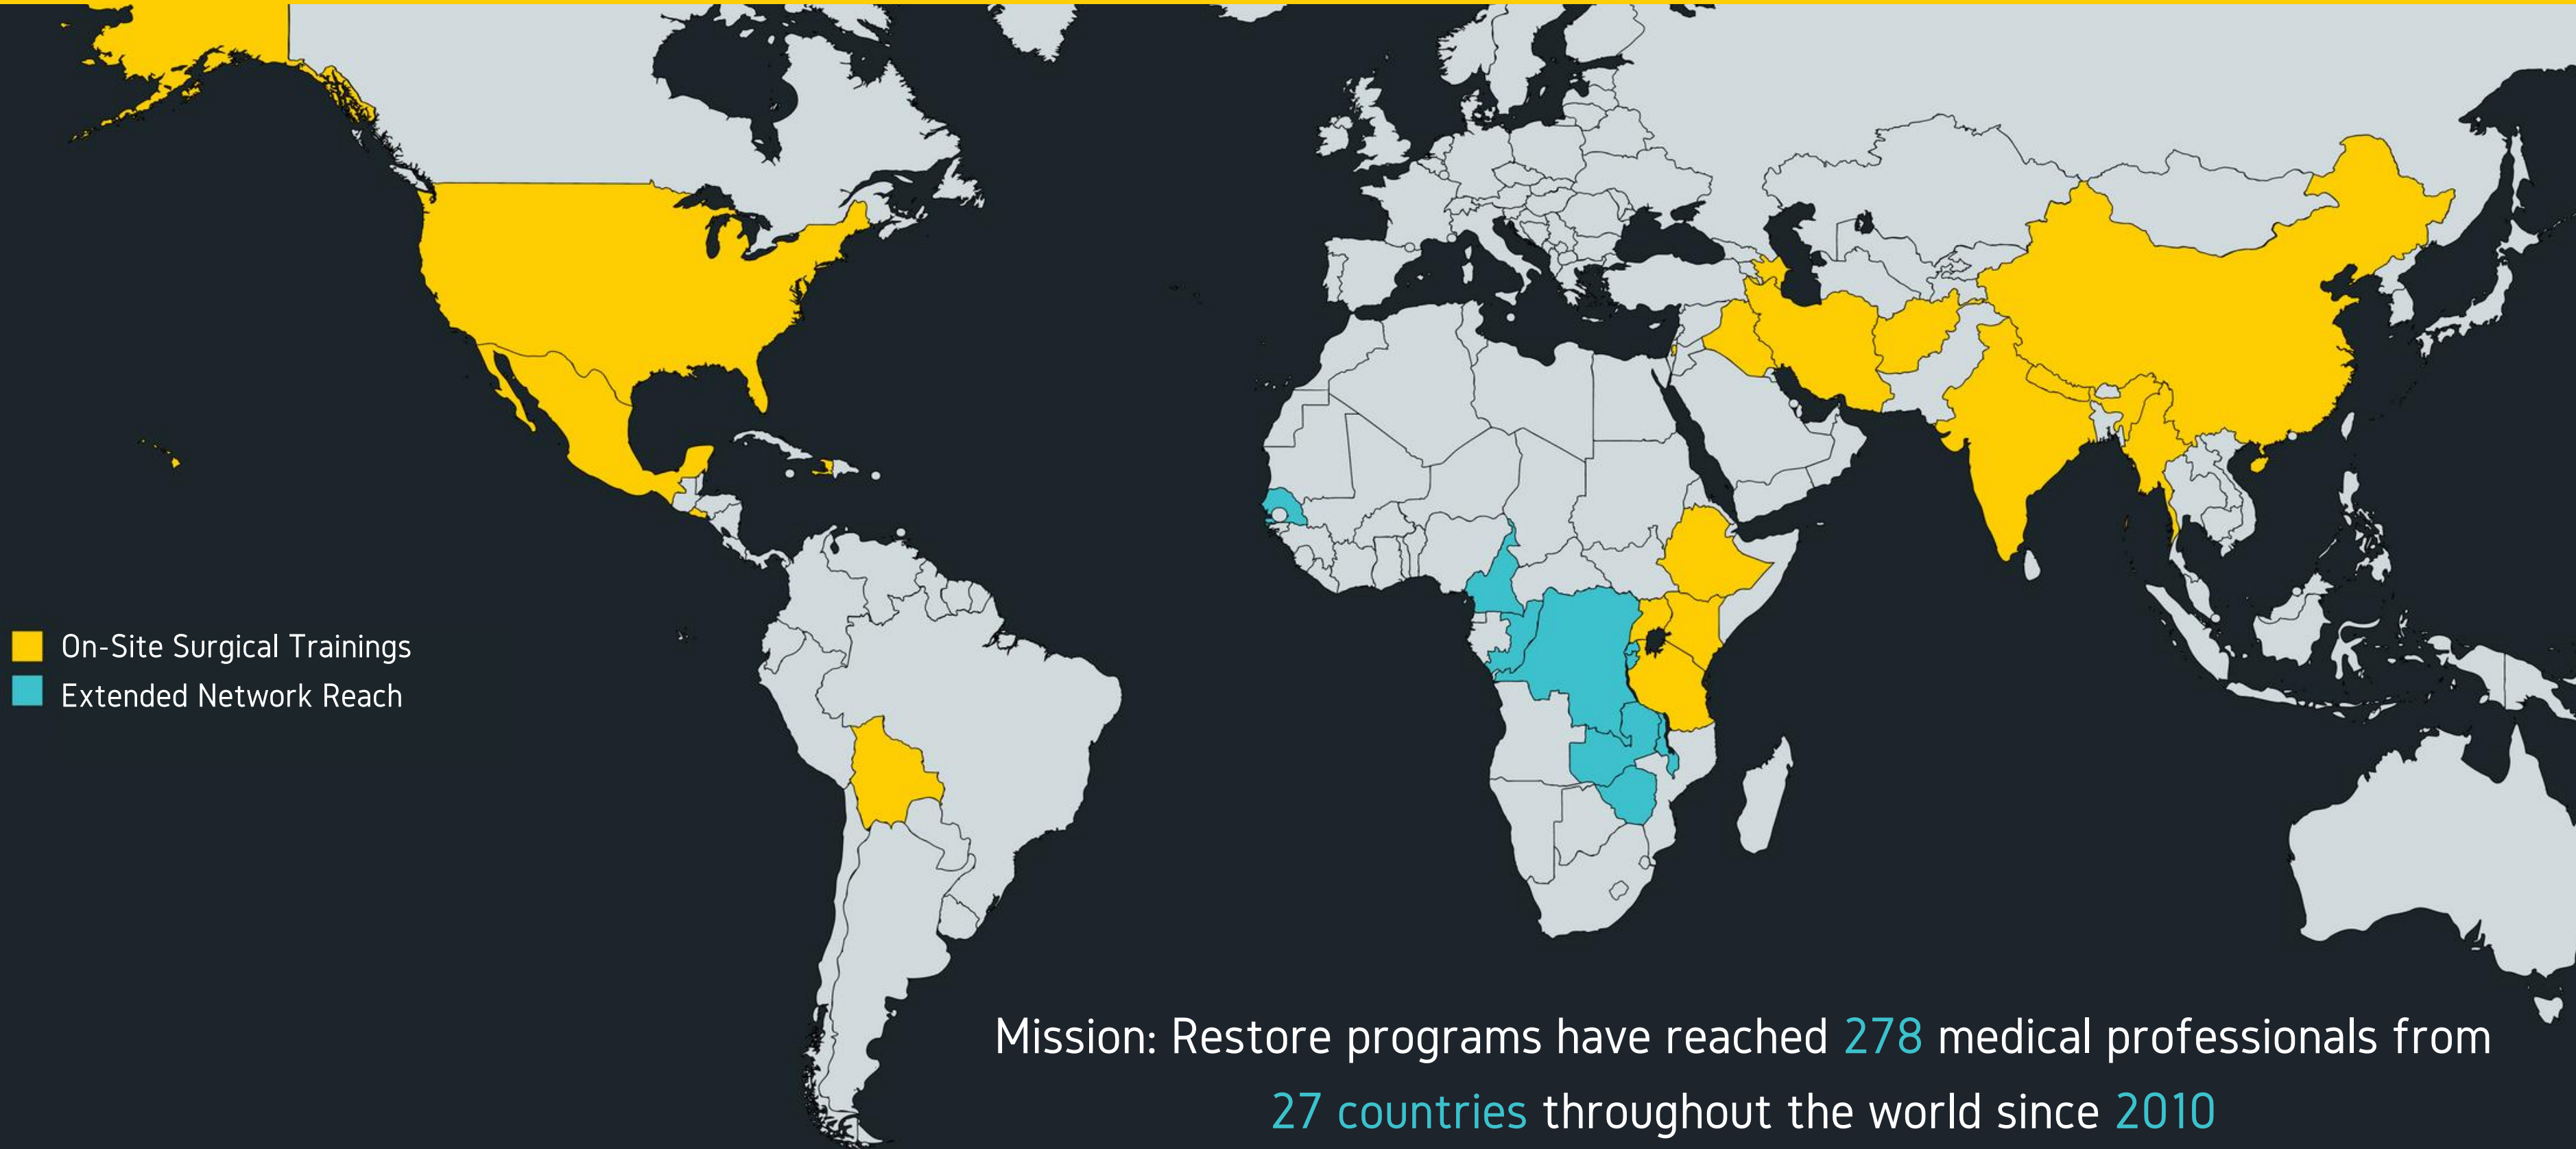 On-Site Surgical Trainings
Extended Network Reach
Mission: Restore programs have reached 278 medical professionals from
27 countries throughout the world since 2010